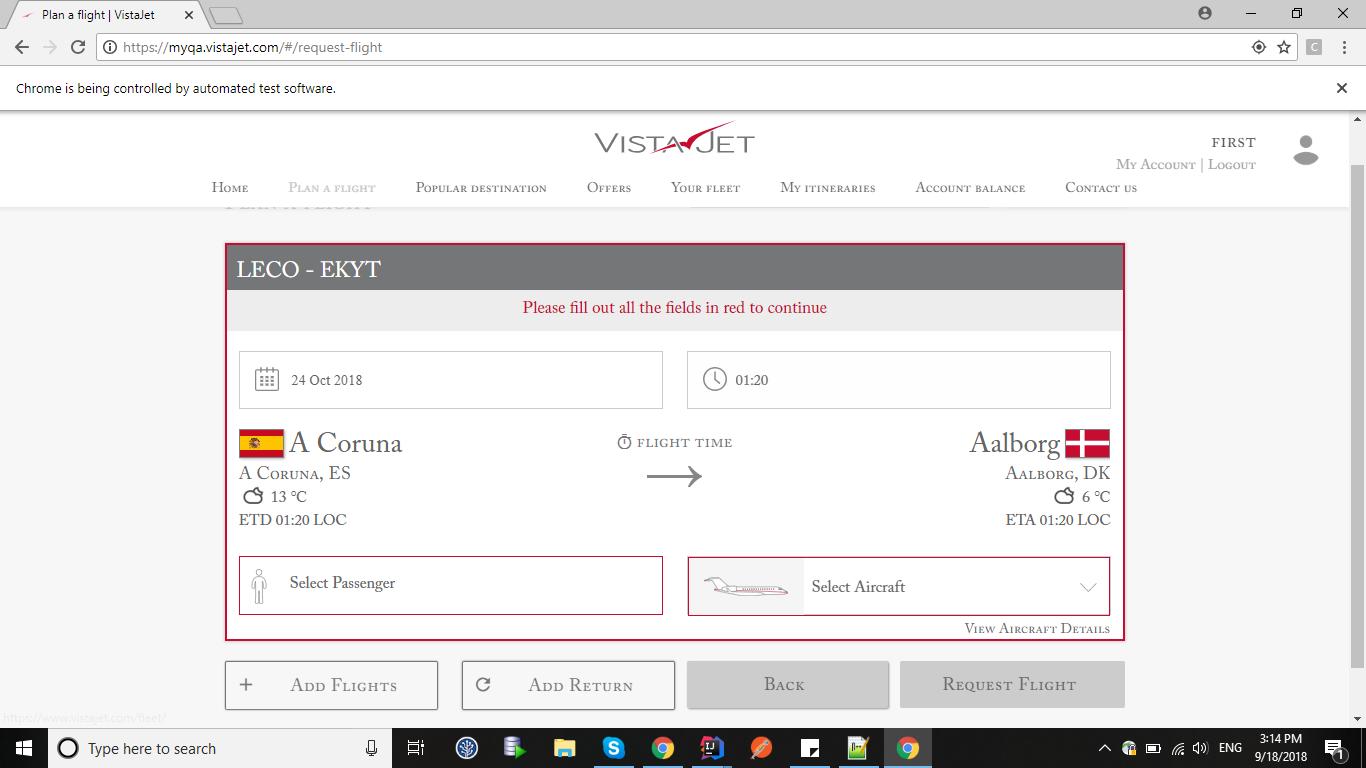 Plan a flight | VistaJet
https://myqa.vistajet.com/#/request-flight
C
Chrome is being controlled by automated test software.
VISTAJET
FIRST
MY ACCOUNT | LOGOUT
HOME PLAN A FLIGHT POPULAR DESTINATION OFFERS YOUR FLEET MY ITINERARIES ACCOUNT BALANCE CONTACT US
PLAN A FLIGHT
LECO - EKYT
Please fill out all the fields in red to continue
24 Oct 2018 01:20
A Coruna FLIGHT TIME Aalborg
A CORUNA, ES AALBORG, DK
13 °C 6 °C
ETD 01:20 LOC ETA 01:20 LOC
Select Passenger Select Aircraft
VIEW AIRCRAFT DETAILS
+ ADD FLIGHTS ADD RETURN BACK REQUEST FLIGHT
https://www.vistajet.com/fleet/
Type here to search
ENG
3:14 PM
9/18/2018
1